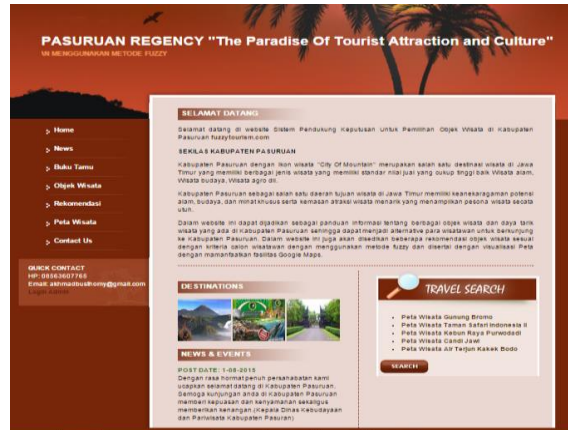 PASURUAN REGENCY "The Paradise Of Tourist Attraction and Culture"
AN MENGGUNAKAN METODE FUZZY
Home
News
Buku Tamu
Objek Wisata
Rekomendasi
Peta Wisata
Contact Us
QUICK CONTACT
HP: 08563607765
Email: akhmadbusthomy@gmail.com
Login Admin
SELAMAT DATANG
Selamat datang di website Sistem Pendukung Keputusan Untuk Pemilihan Objek Wisata di Kabupaten
Pasuruan fuzzytourism.com
SEKILAS KABUPATEN PASURUAN
Kabupaten Pasuruan dengan Ikon wisata "City Of Mountain" merupakan salah satu destinasi wisata di Jawa
Timur yang memiliki berbagai jenis wisata yang memiliki standar nilai jual yang cukup tinggi baik Wisata alam,
Wisata budaya, Wisata agro dll.
Kabupaten Pasuruan sebagai salah satu daerah tujuan wisata di Jawa Timur memiliki keanekaragaman potensi
alam, budaya, dan minat khusus serta kemasan atraksi wisata menarik yang menampilkan pesona wisata secara
utuh.
Dalam website ini dapat dijadikan sebagai panduan informasi tentang berbagai objek wisata dan daya tarik
wisata yang ada di Kabupaten Pasuruan sehingga dapat menjadi alternative para wisatawan untuk berkunjung
ke Kabupaten Pasuruan. Dalam website ini juga akan disedikan beberapa rekomendasi objek wisata sesuai
dengan kriteria calon wisatawan dengan menggunakan metode fuzzy dan disertai dengan visualisasi Peta
dengan mamanfaatkan fasilitas Google Maps.
DESTINATIONS
NEWS & EVENTS
POST DATE: 1-08-2015
Dengan rasa hormat penuh persahabatan kami
ucapkan selamat datang di Kabupaten Pasuruan.
Semoga kunjungan anda di Kabupaten Pasuruan
memberi kepuasan dan kenyamanan sekaligus
memberikan kenangan (Kepala Dinas Kebudayaan
dan Pariwisata Kabupaten Pasuran)
TRAVEL SEARCH
Peta Wisata Gunung Bromo
Peta Wisata Taman Safari Indonesia II
Peta Wisata Kebun Raya Purwodadi
Peta Wisata Candi Jawi
Peta Wisata Air Terjun Kakek Bodo
SEARCH